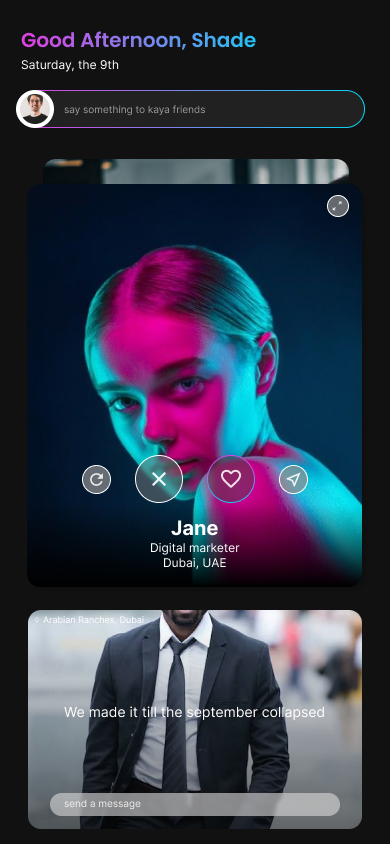 Good Afternoon, Shade
Saturday, the 9th
say something to kaya friends
Jane
Digital marketer
Dubai, UAE
Arabian Ranches, Dubai
We made it till the september collapsed
send a message